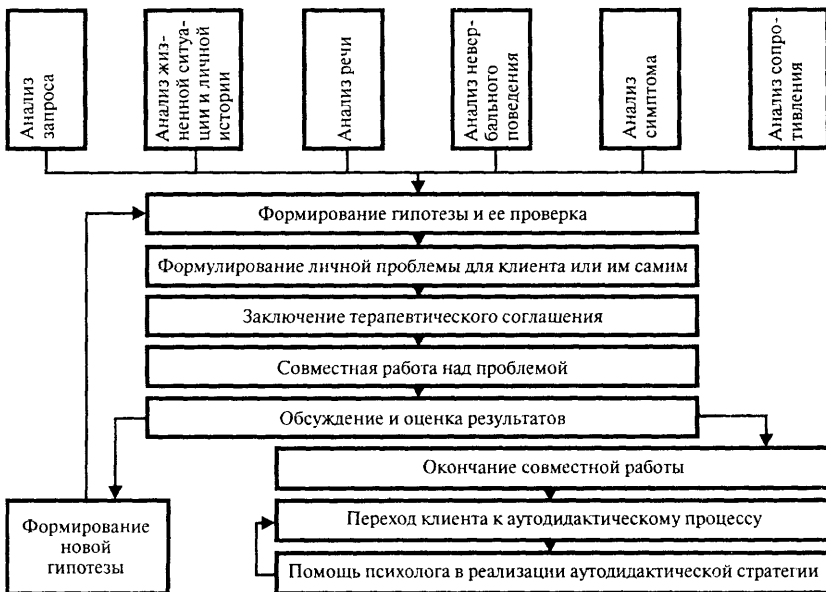 Анализ
запроса
Анализ жиз-
ненной ситуа-
ции и личной
истории
Анализ речи
Анализ невер-
бального
поведения
Анализ
симптома
Анализ сопро-
тивления
Формирование гипотезы и ее проверка
Формулирование личной проблемы для клиента или им самим
Заключение терапевтического соглашения
Совместная работа над проблемой
Обсуждение и оценка результатов
Окончание совместной работы
Формирование
новой
гипотезы
Переход клиента к аутодидактическому процессу
Помощь психолога в реализации аутодидактической стратегии